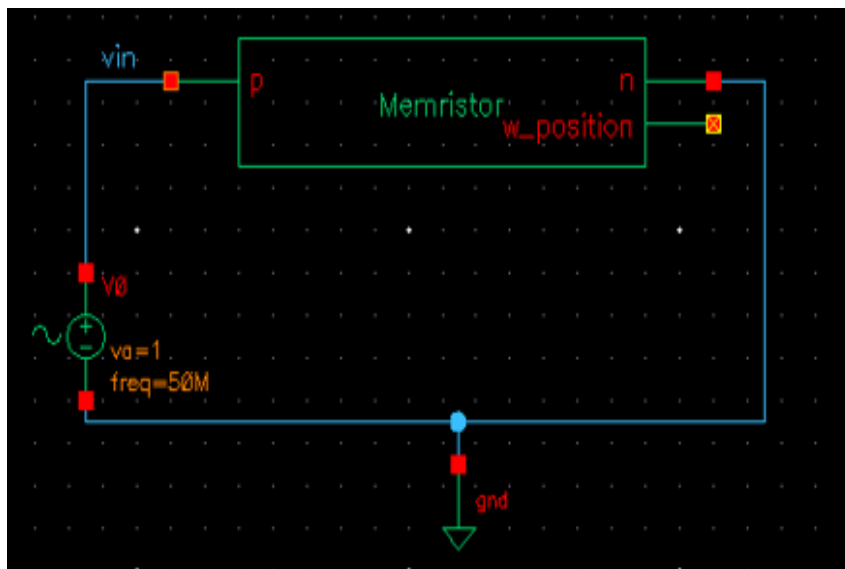 vin
p
n
Memristor
w_position
V0
+
−
va=1
freq=50M
gnd